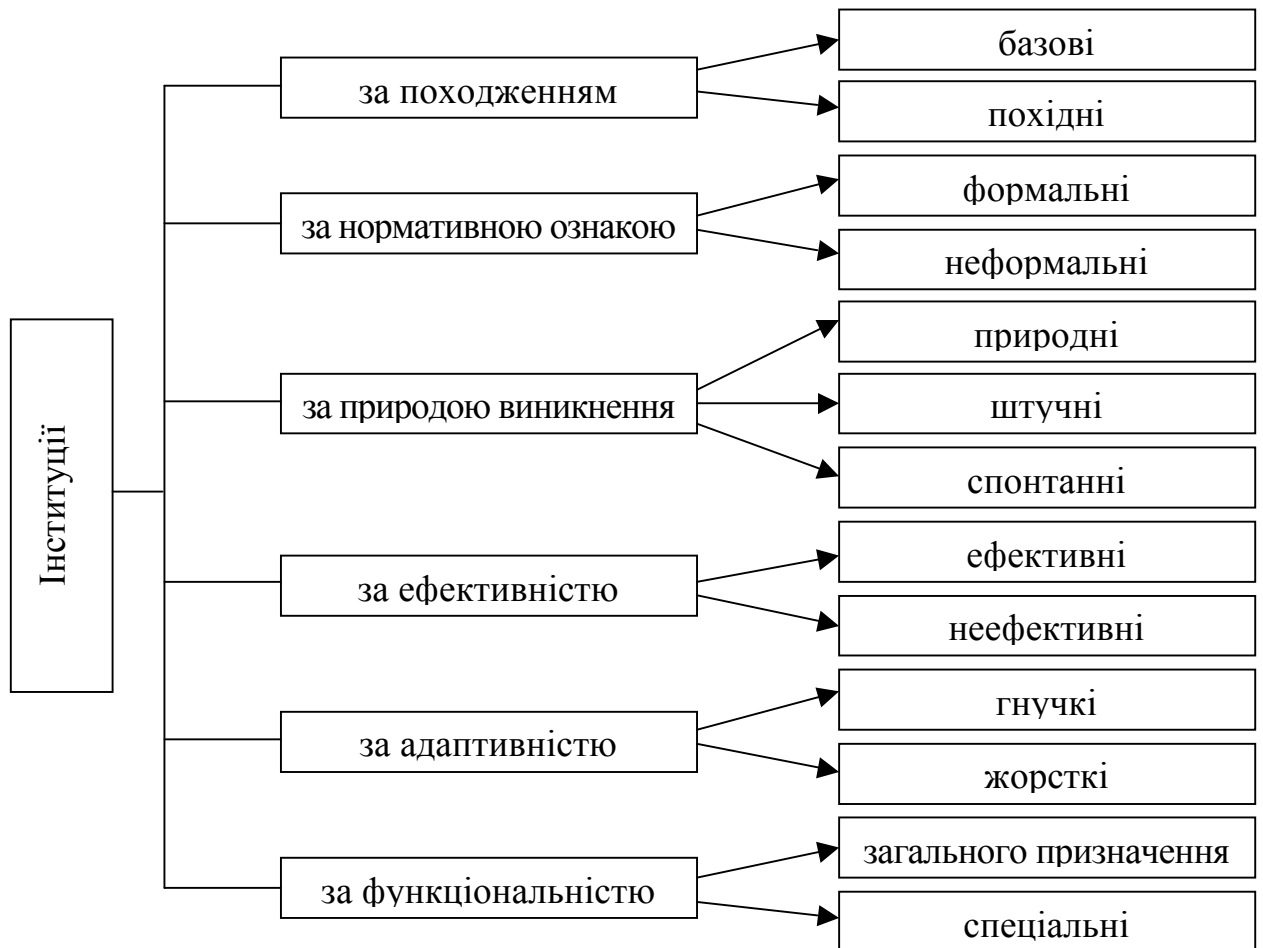 Інституції
за походженням
базові
похідні
за нормативною ознакою
формальні
неформальні
за природою виникнення
природні
штучні
спонтанні
за ефективністю
ефективні
неефективні
за адаптивністю
гнучкі
жорсткі
за функціональністю
загального призначення
спеціальні